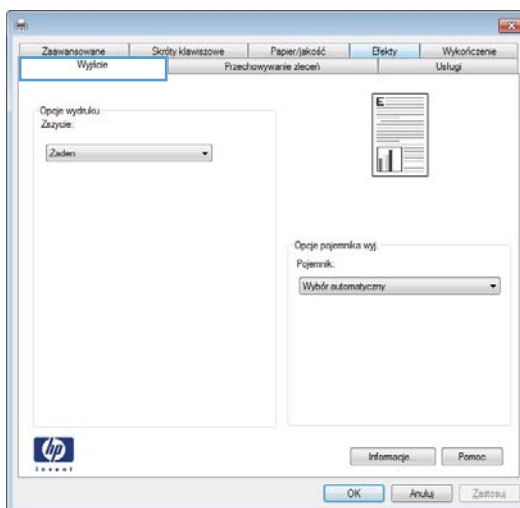 Zaawansowane Skróty klawiszowe Papier/jakość Efekty Wykończenie
Wyjście Przechowywanie zleceń Usługi
Opcje wydruku
Zszycie:
Żaden
E
Opcje pojemnika wyj.
Pojemnik:
Wybór automatyczny
hp
invent
Informacje... Pomoc
OK Anuluj Zastosuj